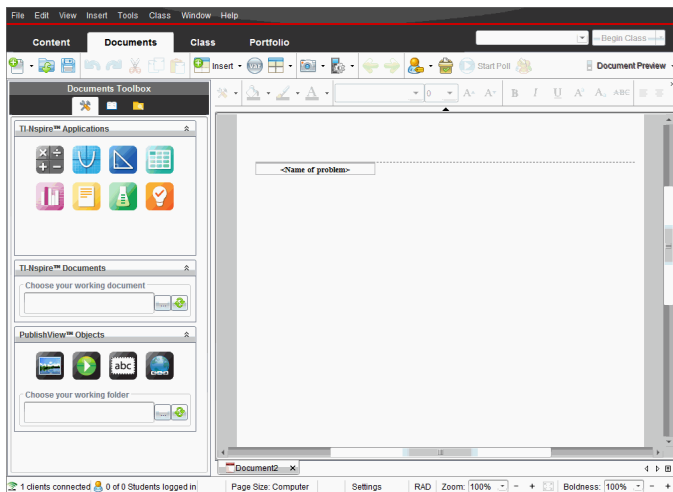 File Edit View Insert Tools Class Window Help
Content Documents Class Portfolio Begin Class
Insert VAR Start Poll Document Preview
Documents Toolbox
0 A+ A- B I U ABC
TI-Nspire™ Applications
<Name of problem>
TI-Nspire™ Documents
Choose your working document
...
PublishView™ Objects
abc
Choose your working folder
...
Document2 x
1 clients connected 0 of 0 Students logged in Page Size: Computer Settings RAD Zoom: 100% - + Boldness: 100% - +